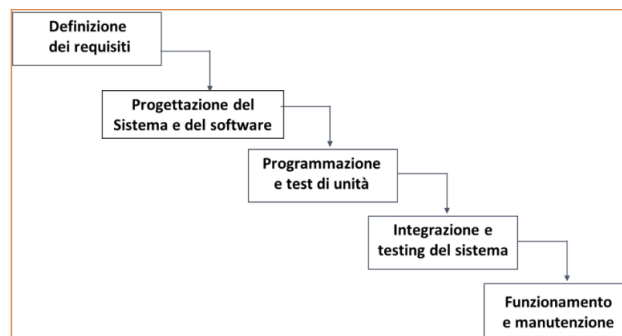 Definizione
dei requisiti
Progettazione del
Sistema e del software
Programmazione
e test di unità
Integrazione e
testing del sistema
Funzionamento
e manutenzione